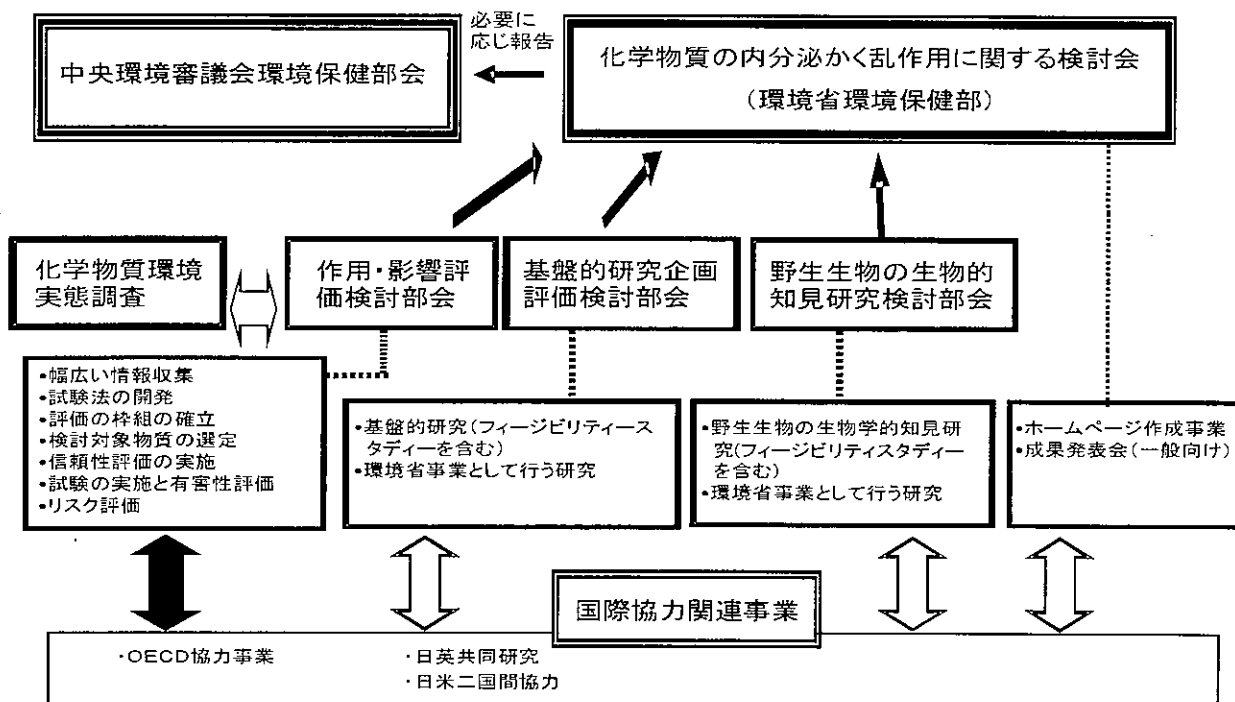 必要に
応じ報告
中央環境審議会環境保健部会
化学物質の内分泌かく乱作用に関する検討会
(環境省環境保健部)
化学物質環境
実態調査
作用・影響評
価検討部会
基盤的研究企画
評価検討部会
野生生物の生物的
知見研究検討部会
・幅広い情報収集
・試験法の開発
・評価の枠組の確立
・検討対象物質の選定
・信頼性評価の実施
・試験の実施と有害性評価
・リスク評価
・基盤的研究(フィージビリティース
タディーを含む)
・環境省事業として行う研究
・野生生物の生物学的知見研
究(フィージビリティスタディー
を含む)
・環境省事業として行う研究
・ホームページ作成事業
・成果発表会(一般向け)
国際協力関連事業
・OECD協力事業
・日英共同研究
・日米二国間協力